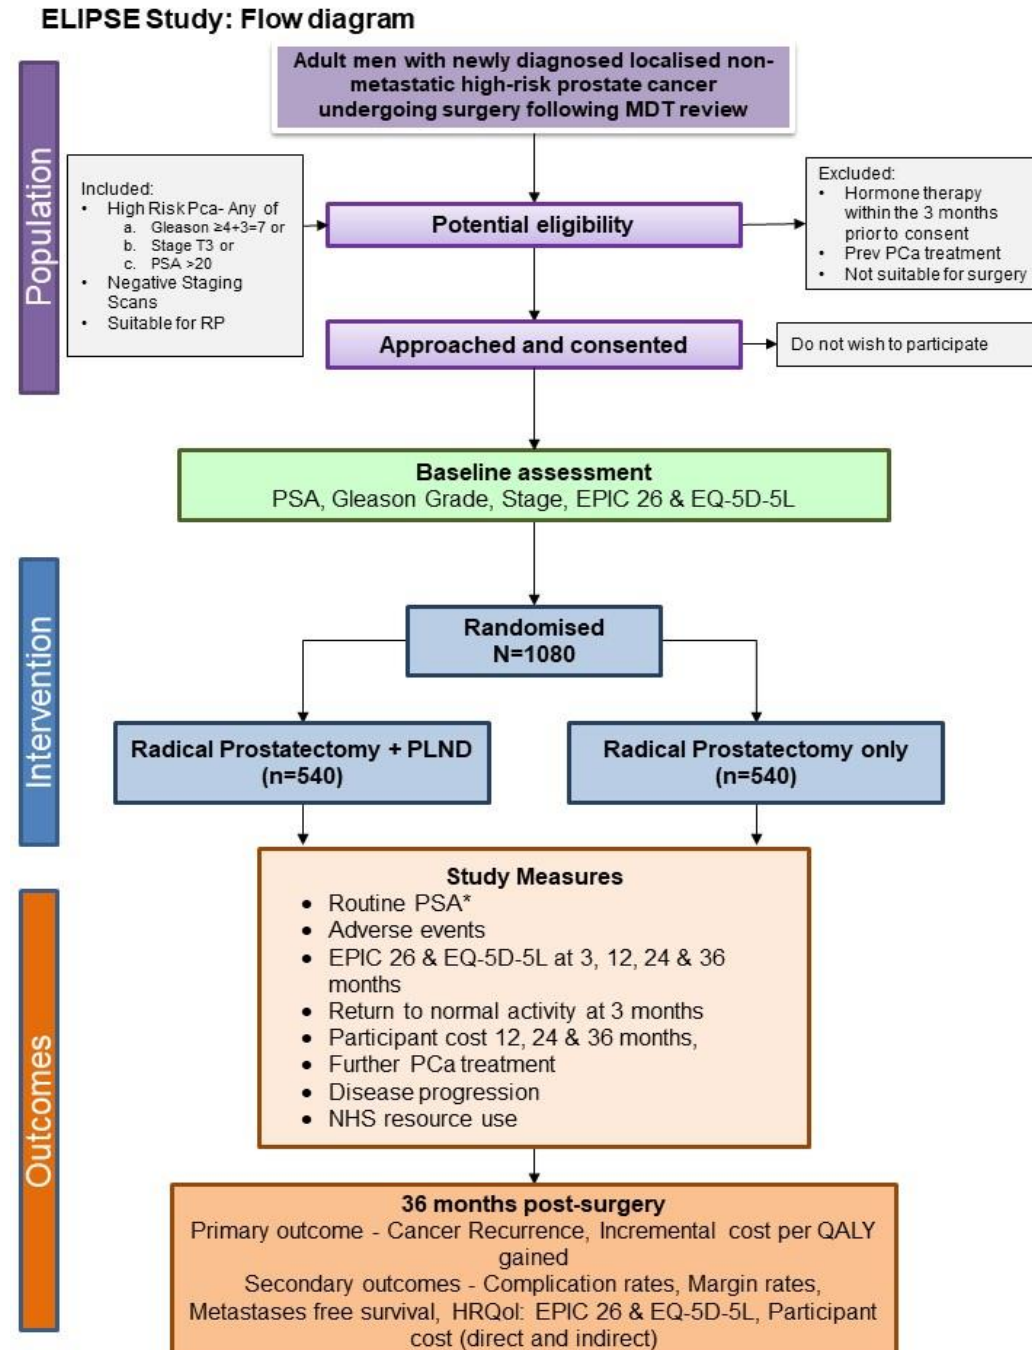 ELIPSE Study: Flow diagram
Population
Adult men with newly diagnosed localised non-
metastatic high-risk prostate cancer
undergoing surgery following MDT review
Included:
• High Risk Pca- Any of
a. Gleason ≥4+3=7 or
b. Stage T3 or
c. PSA >20
• Negative Staging
Scans
• Suitable for RP
Potential eligibility
Excluded:
• Hormone therapy
within the 3 months
prior to consent
• Prev PCa treatment
• Not suitable for surgery
Approached and consented
Do not wish to participate
Baseline assessment
PSA, Gleason Grade, Stage, EPIC 26 & EQ-5D-5L
Intervention
Randomised
N=1080
Radical Prostatectomy + PLND
(n=540)
Radical Prostatectomy only
(n=540)
Outcomes
Study Measures
• Routine PSA*
• Adverse events
• EPIC 26 & EQ-5D-5L at 3, 12, 24 & 36
months
• Return to normal activity at 3 months
• Participant cost 12, 24 & 36 months,
• Further PCa treatment
• Disease progression
• NHS resource use
36 months post-surgery
Primary outcome - Cancer Recurrence, Incremental cost per QALY
gained
Secondary outcomes - Complication rates, Margin rates,
Metastases free survival, HRQol: EPIC 26 & EQ-5D-5L, Participant
cost (direct and indirect)